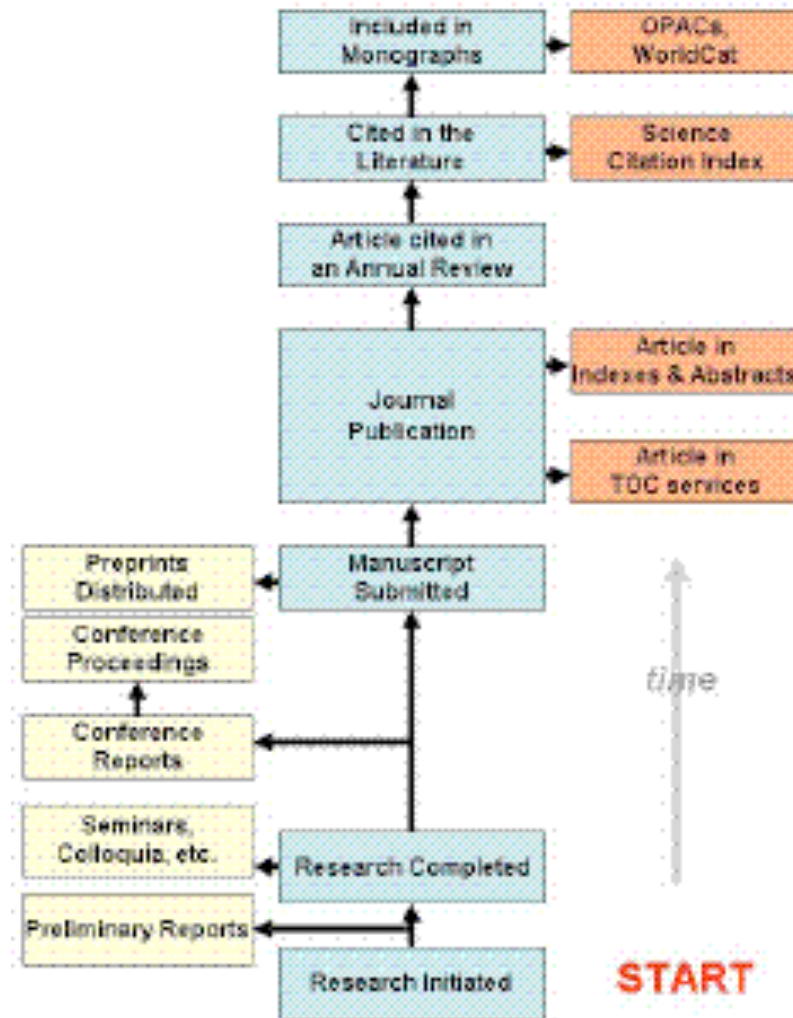 Included in
Monographs
OPACs,
WorldCat
Cited in the
Literature
Science
Citation Index
Article cited in
an Annual Review
Journal
Publication
Article in
Indexes & Abstracts
Article in
TOC services
Preprints
Distributed
Manuscript
Submitted
Conference
Proceedings
time
Conference
Reports
Seminars,
Colloquia, etc.
Research Completed
Preliminary Reports
Research Initiated
START